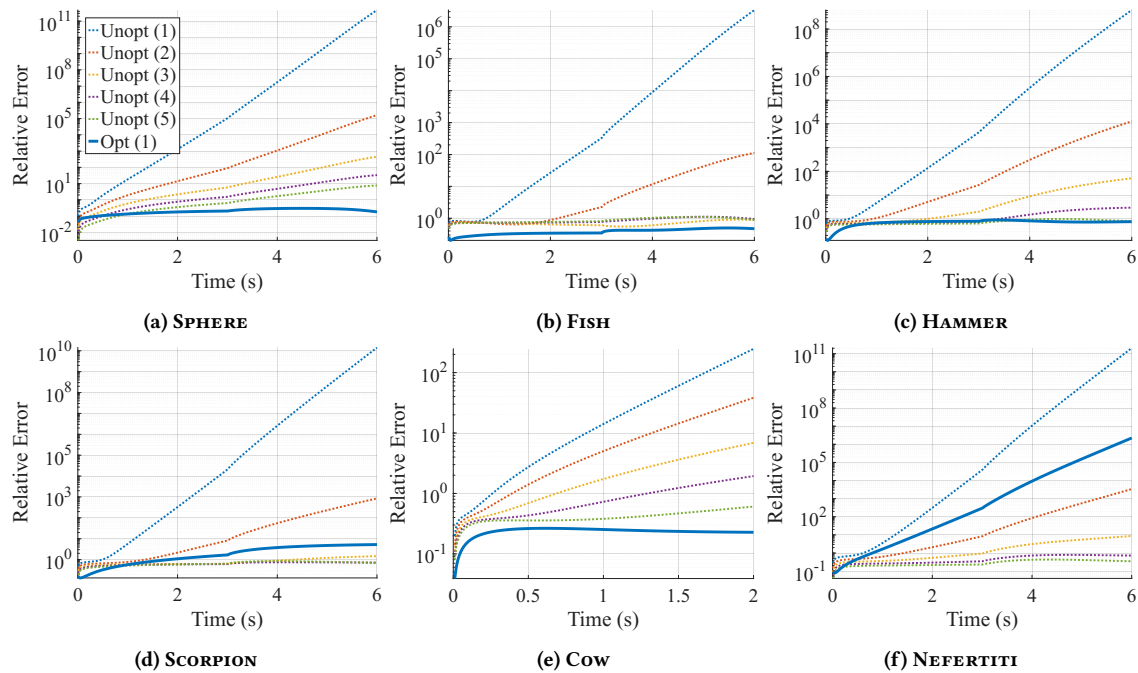 10^11
10^8
10^5
10^2
10^1
10^-2
Relative Error
Unopt (1)
Unopt (2)
Unopt (3)
Unopt (4)
Unopt (5)
Opt (1)
0 2 4 6
Time (s)
(a) SPHERE
10^6
10^5
10^3
10^2
10^0
Relative Error
0 2 4 6
Time (s)
(b) FISH
10^8
10^6
10^4
10^2
10^0
Relative Error
0 2 4 6
Time (s)
(c) HAMMER
10^10
10^8
10^5
10^3
10^0
Relative Error
0 2 4 6
Time (s)
(d) SCORPION
10^2
10^1
10^0
10^-1
Relative Error
0 0.5 1 1.5 2
Time (s)
(e) COW
10^11
10^8
10^5
10^2
10^-1
Relative Error
0 2 4 6
Time (s)
(f) NEFERTITI